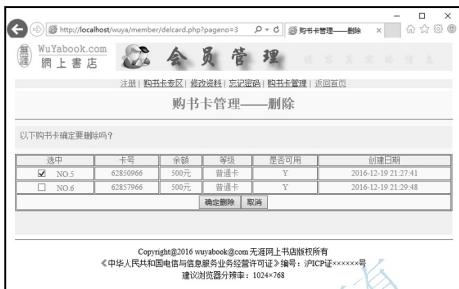 http://localhost/wuya/member/delcard.php?pageno=3
购书卡管理——删除
无涯 WuYabook.com
網上書店
会员管理
注册| 购书卡专区| 修改资料| 忘记密码| 购书卡管理| 返回首页
购书卡管理——删除
以下购书卡确定要删除吗？
选中 卡号 余额 等级 是否可用 创建日期
NO.5 62850966 500元 普通卡 Y 2016-12-19 21:27:41
NO.6 62857966 500元 普通卡 Y 2016-12-19 21:29:48
确定删除 取消
Copyright@2016 wuyabook@com 无涯网上书店版权所有
《中华人民共和国电信与信息服务业务经营许可证》编号：沪ICP证××××××号
建议浏览器分辨率：1024×768